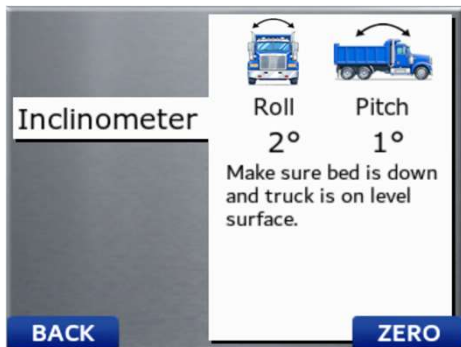 Inclinometer
Roll Pitch
2° 1°
Make sure bed is down
and truck is on level
surface.
BACK ZERO